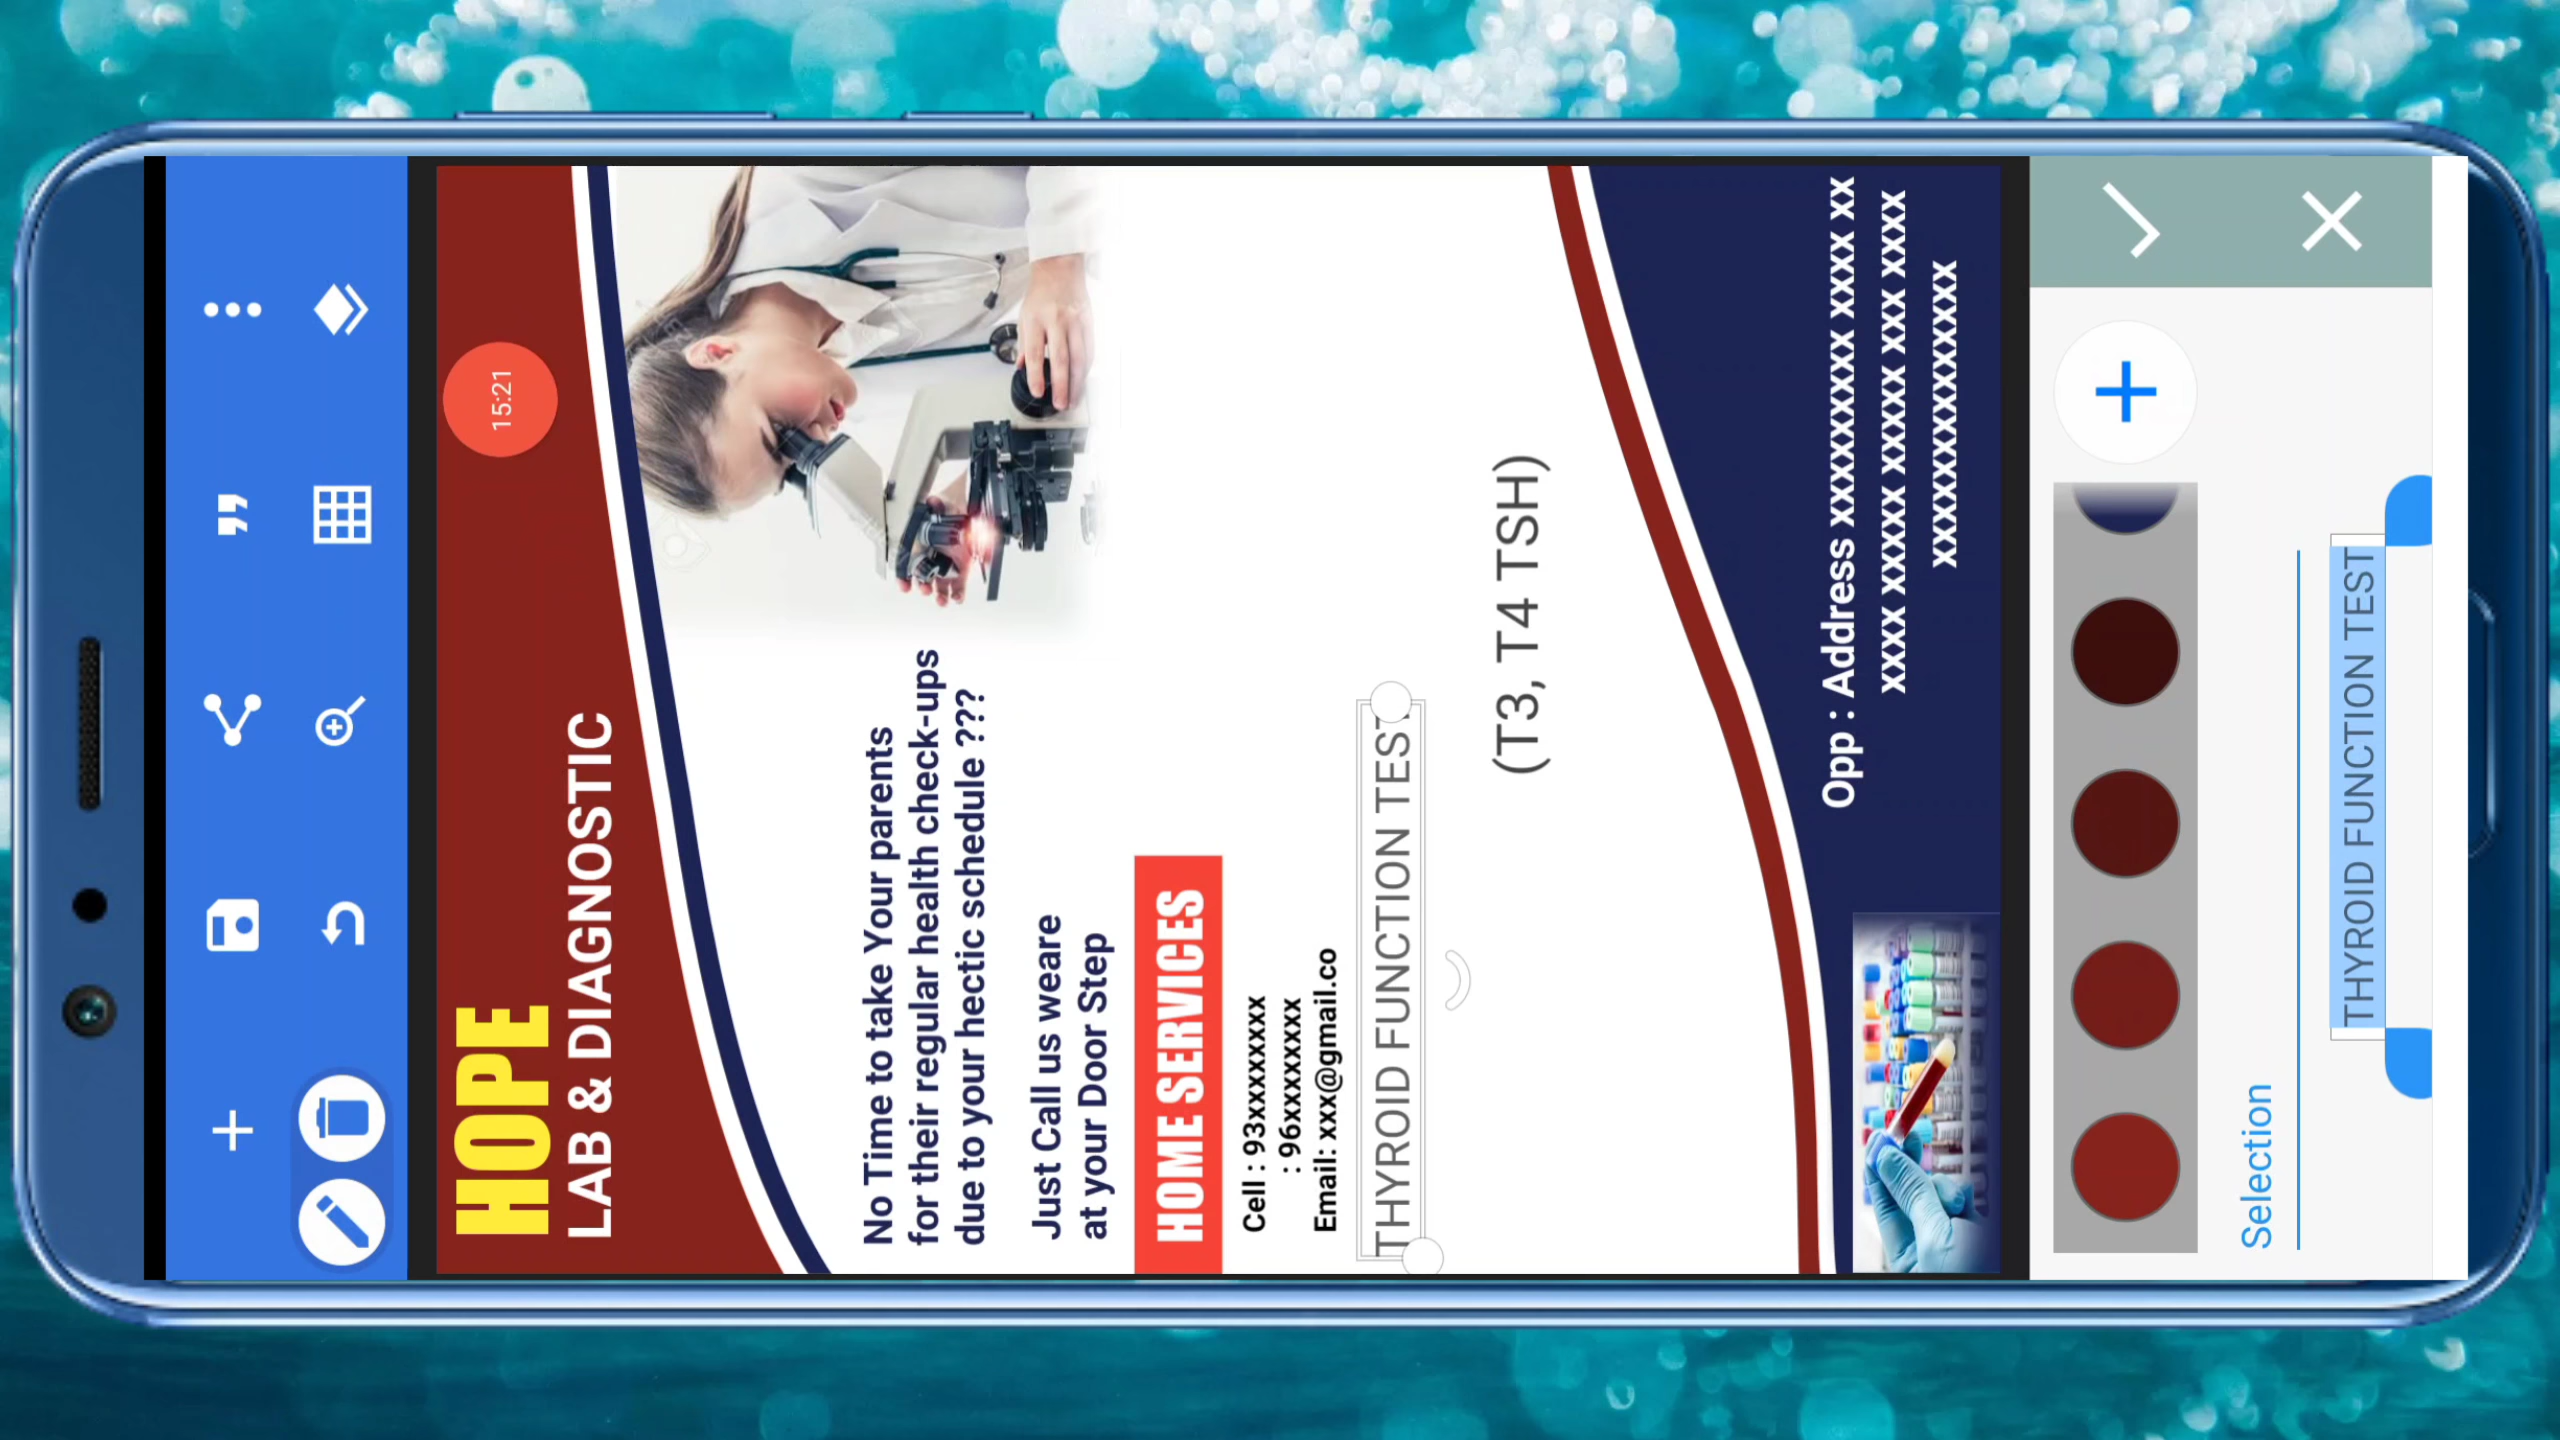 15:21
HOPE
LAB & DIAGNOSTIC
No Time to take Your parents
for their regular health check-ups
due to your hectic schedule ???
Just Call us weare
at your Door Step
HOME SERVICES
Cell : 93xxxxxxxx
: 96xxxxxxxx
Email: xxx@gmail.co
THYROID FUNCTION TEST
(T3, T4 TSH)
Opp : Address xxxxxxxxxx xxxx xx
xxxx xxxxx xxxxx xxx xxxx
xxxxxxxxxxxxxxxx
Selection
THYROID FUNCTION TEST